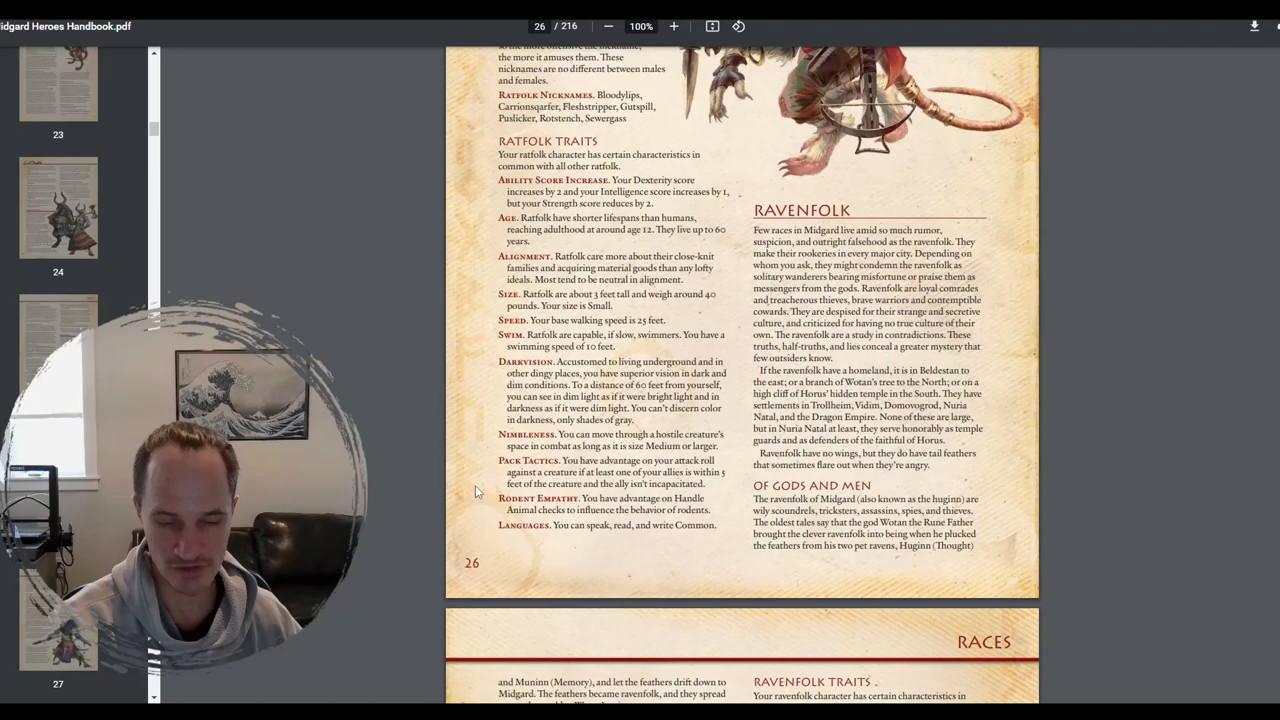 idgard Heroes Handbook.pdf
26 / 216
100%
23
24
27
so the more offensive the nickname,
the more it amuses them. These
nicknames are no different between males
and females.
Ratfolk Nicknames. Bloodylips,
Carrionsqarfer, Fleshstripper, Gutspill,
Puslicker, Rotstench, Sewergass
RATFOLK TRAITS
Your ratfolk character has certain characteristics in
common with all other ratfolk.
Ability Score Increase. Your Dexterity score
increases by 2 and your Intelligence score increases by 1,
but your Strength score reduces by 2.
Age. Ratfolk have shorter lifespans than humans,
reaching adulthood at around age 12. They live up to 60
years.
Alignment. Ratfolk care more about their close-knit
families and acquiring material goods than any lofty
ideals. Most tend to be neutral in alignment.
Size. Ratfolk are about 3 feet tall and weigh around 40
pounds. Your size is Small.
Speed. Your base walking speed is 25 feet.
Swim. Ratfolk are capable, if slow, swimmers. You have a
swimming speed of 10 feet.
Darkvision. Accustomed to living underground and in
other dingy places, you have superior vision in dark and
dim conditions. To a distance of 60 feet from yourself,
you can see in dim light as if it were bright light and in
darkness as if it were dim light. You can't discern color
in darkness, only shades of gray.
Nimbleness. You can move through a hostile creature's
space in combat as long as it is size Medium or larger.
Pack Tactics. You have advantage on your attack roll
against a creature if at least one of your allies is within 5
feet of the creature and the ally isn't incapacitated.
Rodent Empathy. You have advantage on Handle
Animal checks to influence the behavior of rodents.
Languages. You can speak, read, and write Common.
26
RAVENFOLK
Few races in Midgard live amid so much rumor,
suspicion, and outright falsehood as the ravenfolk. They
make their rookeries in every major city. Depending on
whom you ask, they might condemn the ravenfolk as
solitary wanderers bearing misfortune or praise them as
messengers from the gods. Ravenfolk are loyal comrades
and treacherous thieves, brave warriors and contemptible
cowards. They are despised for their strange and secretive
culture, and criticized for having no true culture of their
own. The ravenfolk are a study in contradictions. These
truths, half-truths, and lies conceal a greater mystery that
few outsiders know.
If the ravenfolk have a homeland, it is in Beldestan to
the east; or a branch of Wotan's tree to the North; or on a
high cliff of Horus' hidden temple in the South. They have
settlements in Trollheim, Vidim, Domovogrod, Nuria
Natal, and the Dragon Empire. None of these are large,
but in Nuria Natal at least, they serve honorably as temple
guards and as defenders of the faithful of Horus.
Ravenfolk have no wings, but they do have tail feathers
that sometimes flare out when they're angry.
OF GODS AND MEN
The ravenfolk of Midgard (also known as the huginn) are
wily scoundrels, tricksters, assassins, spies, and thieves.
The oldest tales say that the god Wotan the Rune Father
brought the clever ravenfolk into being when he plucked
the feathers from his two pet ravens, Huginn (Thought)
RACES
and Muninn (Memory), and let the feathers drift down to
Midgard. The feathers became ravenfolk, and they spread
RAVENFOLK TRAITS
Your ravenfolk character has certain characteristics in